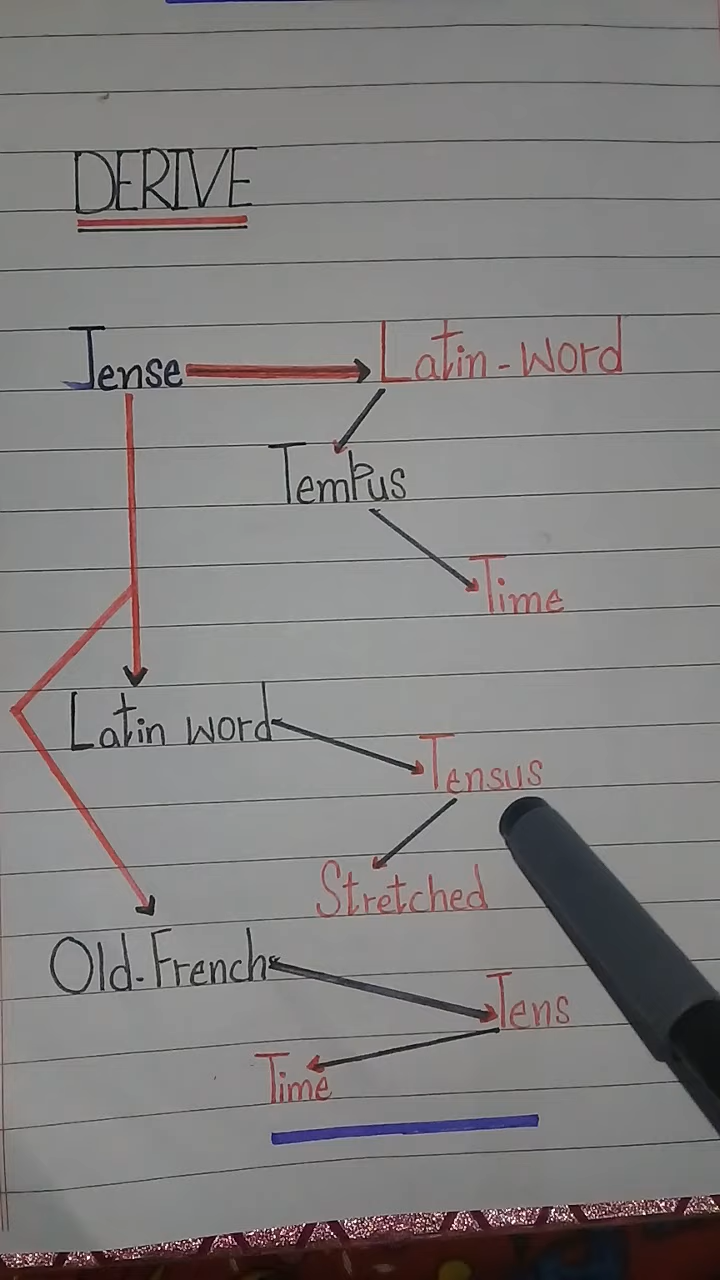 DERIVE
Tense Latin-word
Tempus
Time
Latin word
Tensus
Stretched
Old-French
Tens
Time